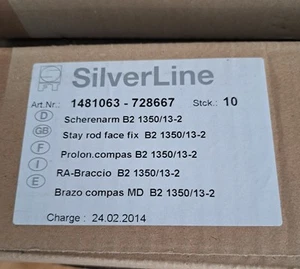 SilverLine
Art.Nr.: 1481063 - 728667 Stck.: 10
D Scherenarm B2 1350/13-2
GB Stay rod face fix B2 1350/13-2
F Prolon.compas B2 1350/13-2
I RA-Braccio B2 1350/13-2
E Brazo compas MD B2 1350/13-2
Charge : 24.02.2014